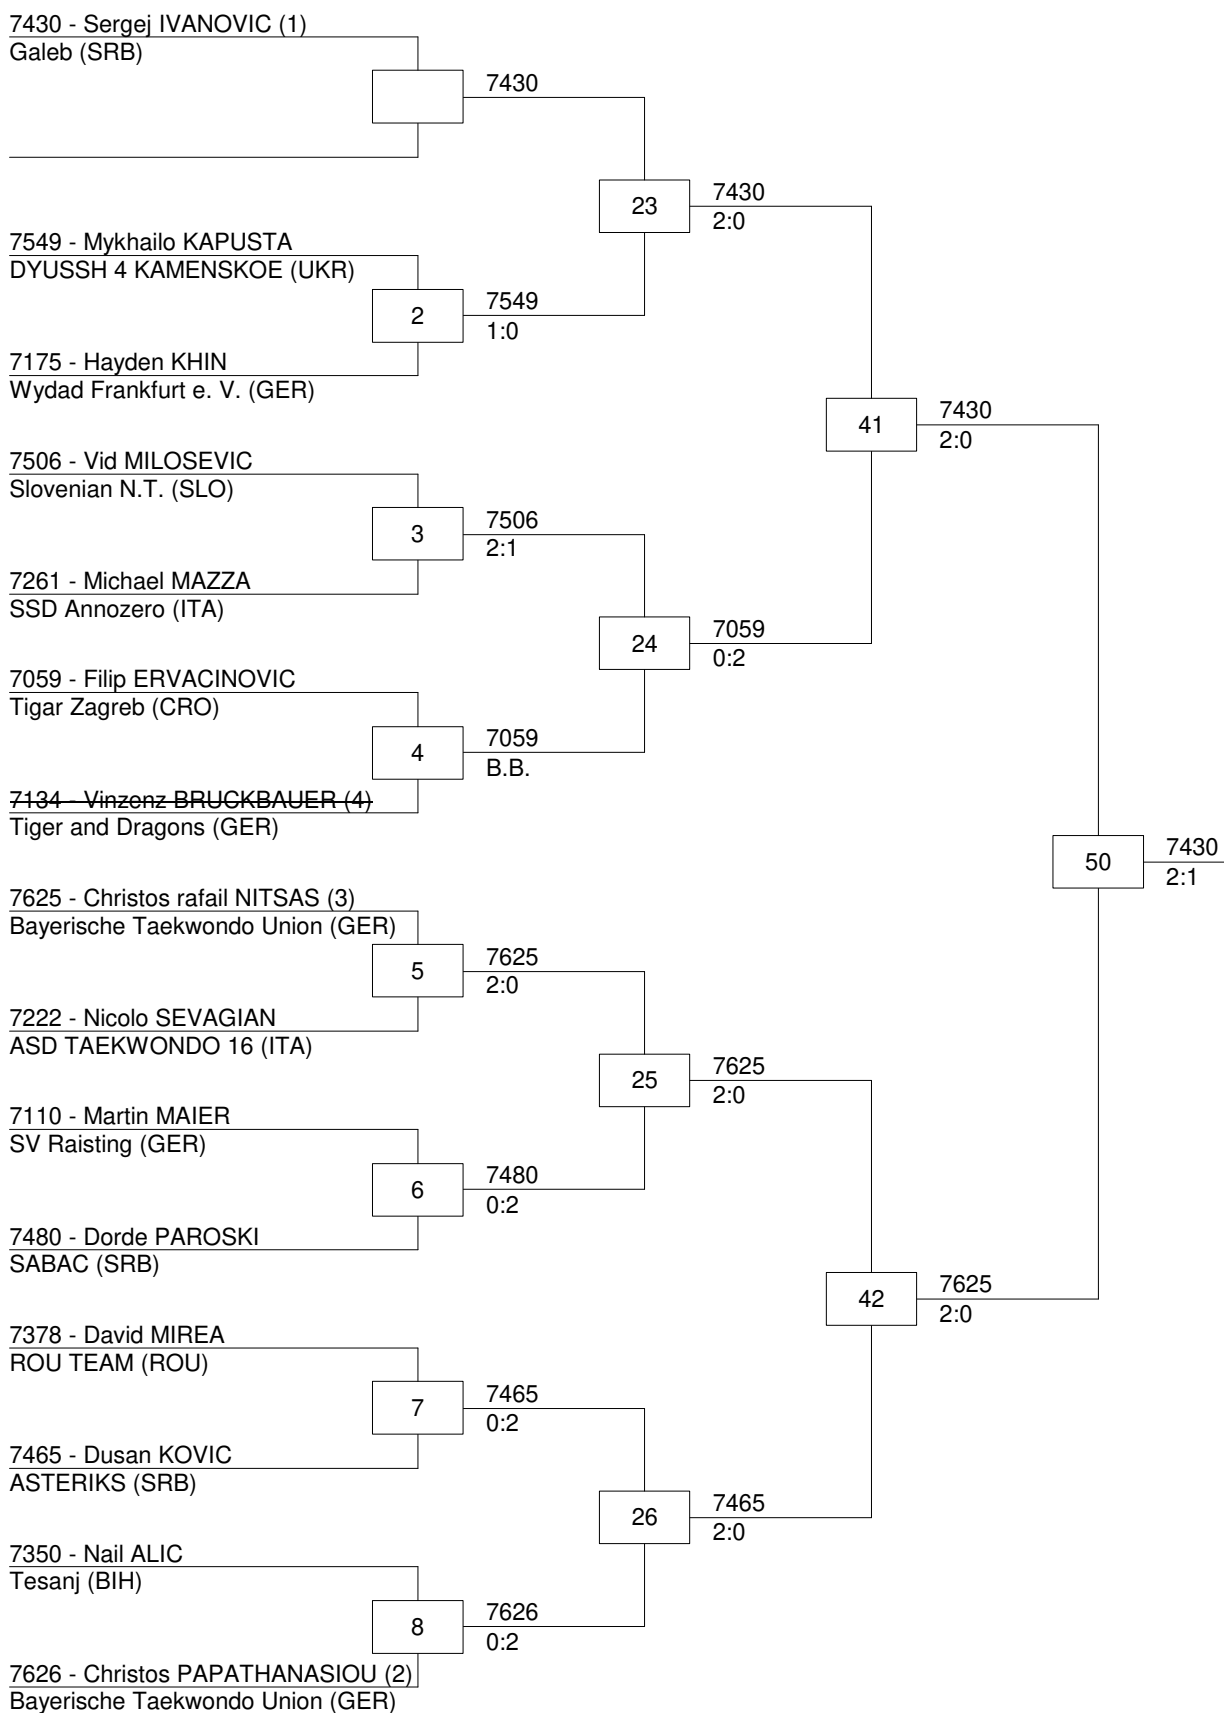 7430 - Sergej IVANOVIC (1)
Galeb (SRB)
7430
23
7430
2:0
7549 - Mykhailo KAPUSTA
DYUSSH 4 KAMENSKOE (UKR)
2
7549
1:0
7175 - Hayden KHIN
Wydad Frankfurt e. V. (GER)
41
7430
2:0
7506 - Vid MILOSEVIC
Slovenian N.T. (SLO)
3
7506
2:1
7261 - Michael MAZZA
SSD Annozero (ITA)
24
7059
0:2
7059 - Filip ERVACINOVIC
Tigar Zagreb (CRO)
4
7059
B.B.
7134 - Vinzenz BRUCKBAUER (4)
Tiger and Dragons (GER)
50
7430
2:1
7625 - Christos rafail NITSAS (3)
Bayerische Taekwondo Union (GER)
5
7625
2:0
7222 - Nicolo SEVAGIAN
ASD TAEKWONDO 16 (ITA)
25
7625
2:0
7110 - Martin MAIER
SV Raisting (GER)
6
7480
0:2
7480 - Dorde PAROSKI
SABAC (SRB)
42
7625
2:0
7378 - David MIREA
ROU TEAM (ROU)
7
7465
0:2
7465 - Dusan KOVIC
ASTERIKS (SRB)
26
7465
2:0
7350 - Nail ALIC
Tesanj (BIH)
8
7626
0:2
7626 - Christos PAPATHANASIOU (2)
Bayerische Taekwondo Union (GER)